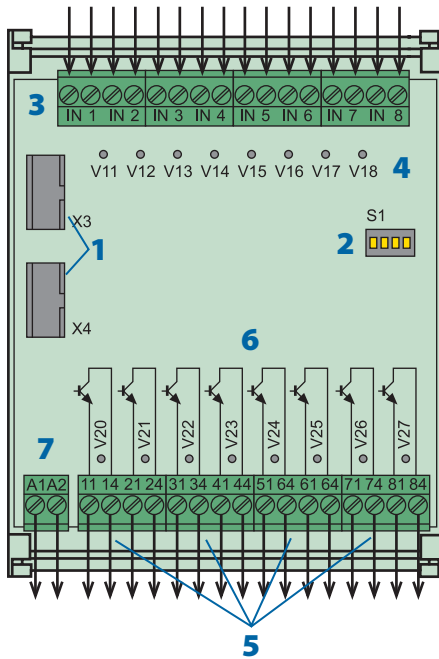 3
IN 1 IN 2 IN 3 IN 4 IN 5 IN 6 IN 7 IN 8
V11 V12 V13 V14 V15 V16 V17 V18
4
X3
1
S1
2
X4
6
V20 V21 V22 V23 V24 V25 V26 V27
7
A1 A2 11 14 21 24 31 34 41 44 51 64 61 64 71 74 81 84
5